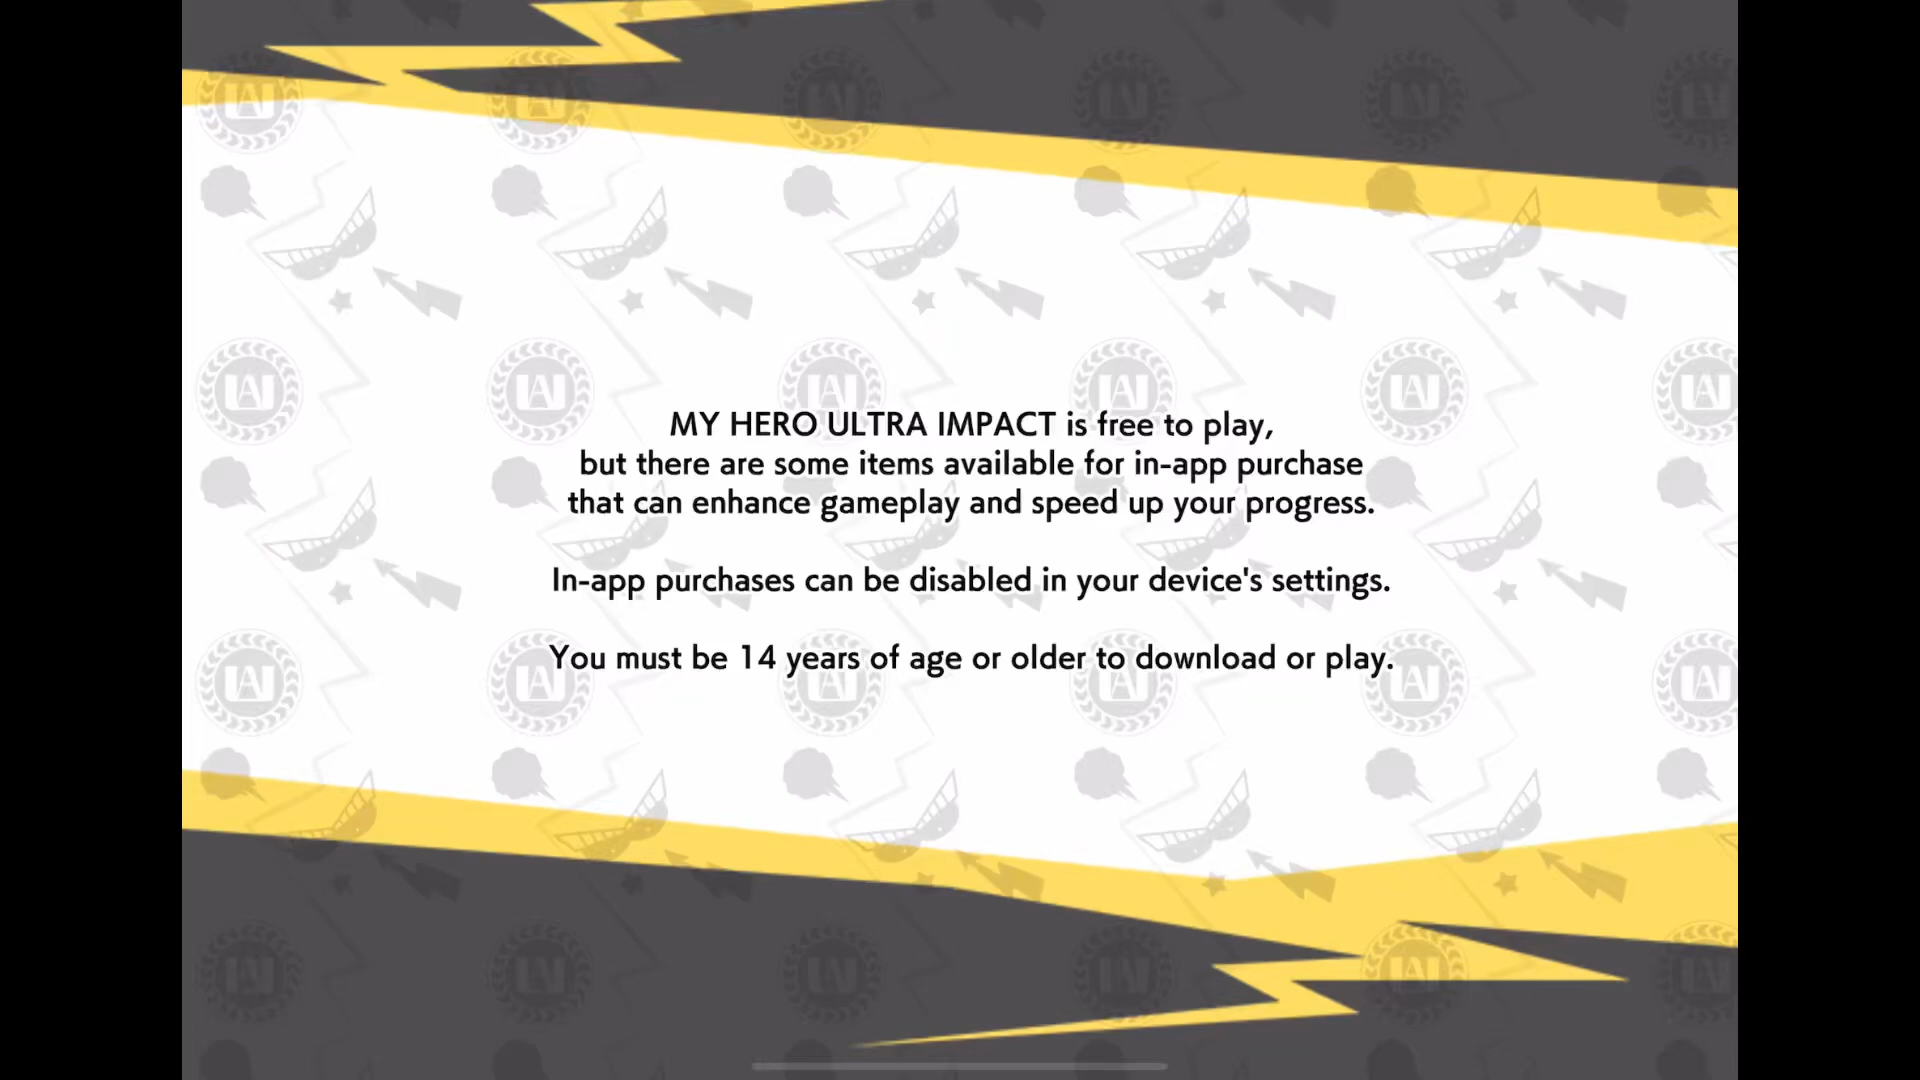 MY HERO ULTRA IMPACT is free to play,
but there are some items available for in-app purchase
that can enhance gameplay and speed up your progress.
In-app purchases can be disabled in your device's settings.
You must be 14 years of age or older to download or play.